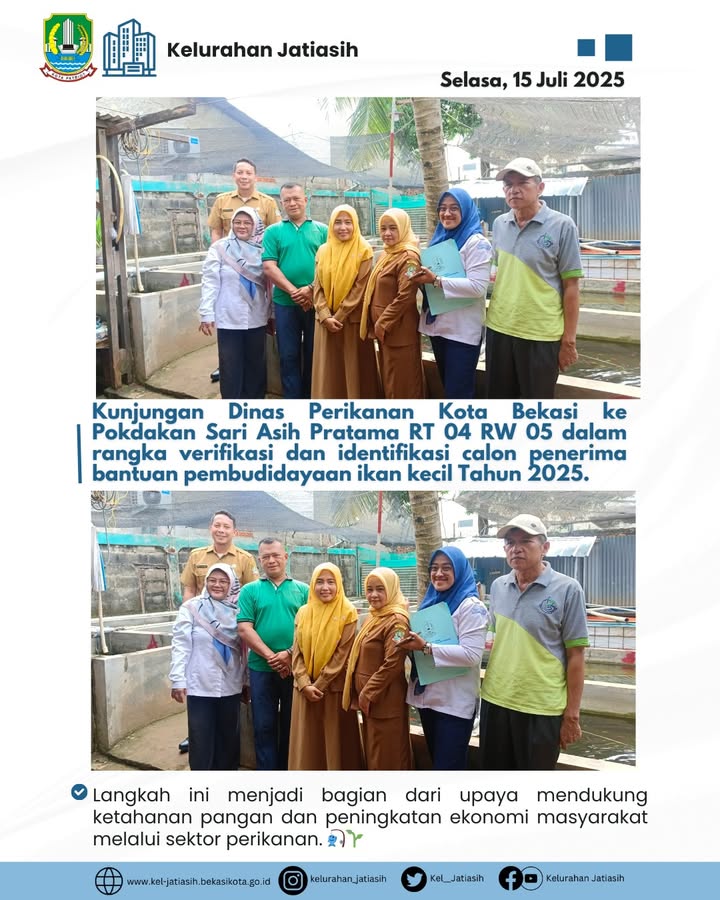 KOTA PATRIOT
Kelurahan Jatiasih
Selasa, 15 Juli 2025
Kunjungan Dinas Perikanan Kota Bekasi ke
Pokdakan Sari Asih Pratama RT 04 RW 05 dalam
rangka verifikasi dan identifikasi calon penerima
bantuan pembudidayaan ikan kecil Tahun 2025.
Langkah ini menjadi bagian dari upaya mendukung
ketahanan pangan dan peningkatan ekonomi masyarakat
melalui sektor perikanan. 🎣🌱
www.kel-jatiasih.bekasikota.go.id kelurahan_jatiasih Kel__Jatiasih Kelurahan Jatiasih